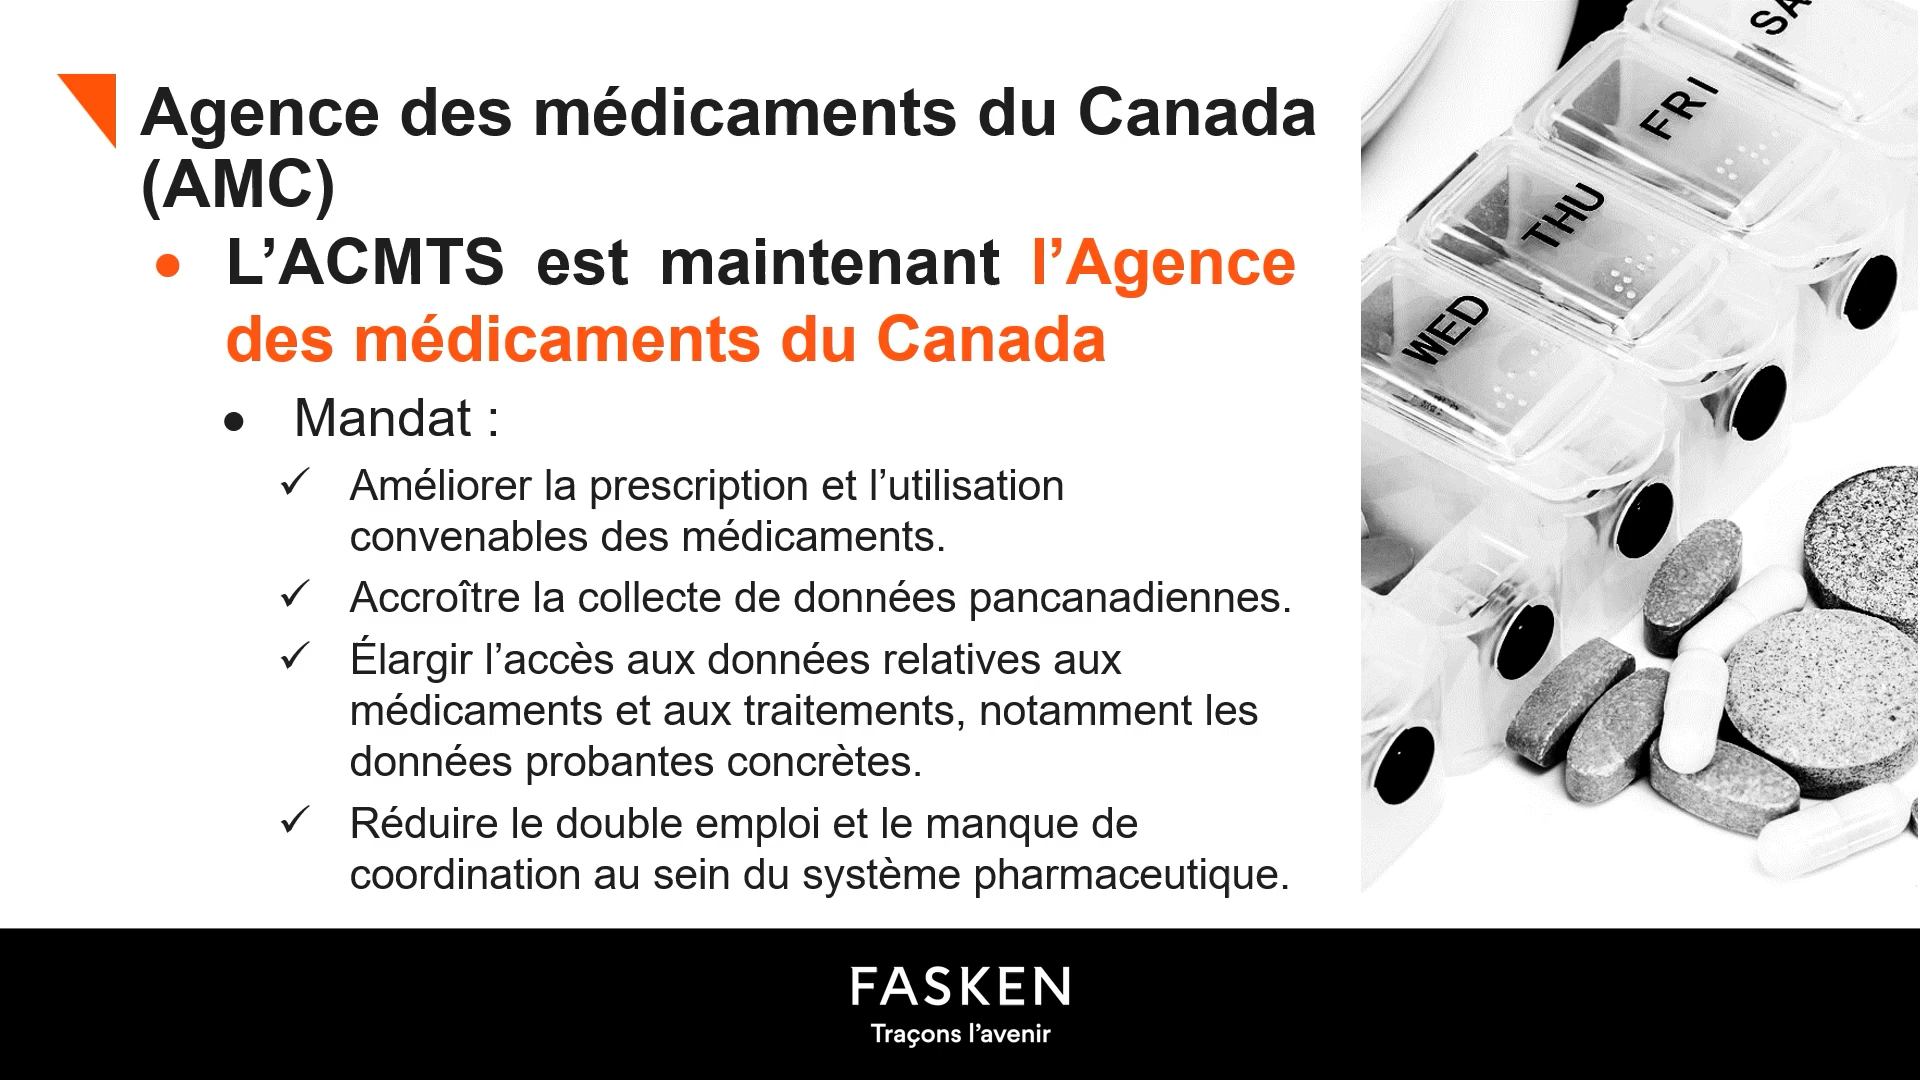 Agence des médicaments du Canada
(AMC)
• L’ACMTS est maintenant l’Agence
des médicaments du Canada
• Mandat :
✓ Améliorer la prescription et l’utilisation
convenables des médicaments.
✓ Accroître la collecte de données pancanadiennes.
✓ Élargir l’accès aux données relatives aux
médicaments et aux traitements, notamment les
données probantes concrètes.
✓ Réduire le double emploi et le manque de
coordination au sein du système pharmaceutique.
SA
FRI
THU
WED
FASKEN
Traçons l’avenir